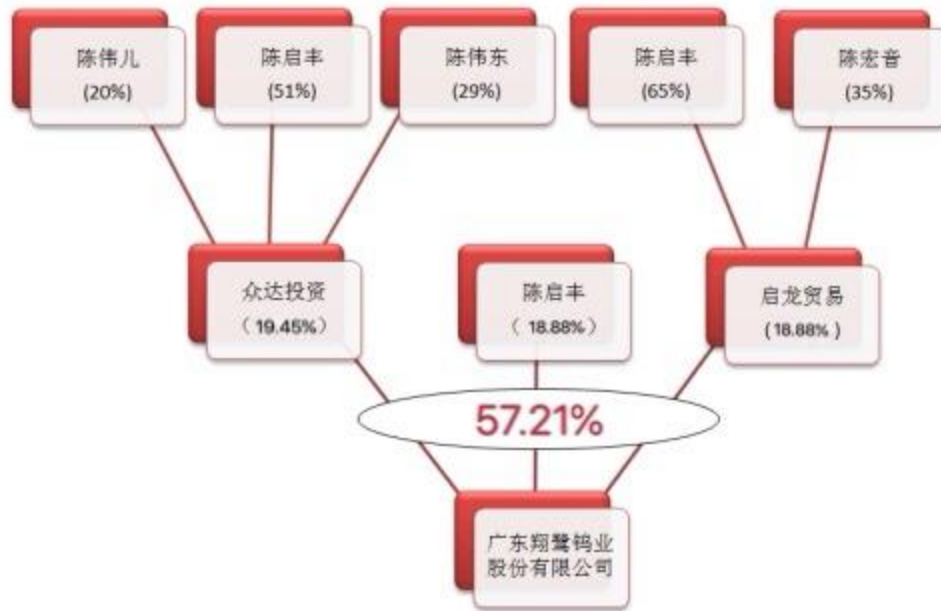 陈伟儿
(20%)
陈启丰
(51%)
陈伟东
(29%)
陈启丰
(65%)
陈宏音
(35%)
众达投资
（19.45%）
陈启丰
（18.88%）
启龙贸易
(18.88% )
57.21%
广东翔鹭钨业
股份有限公司